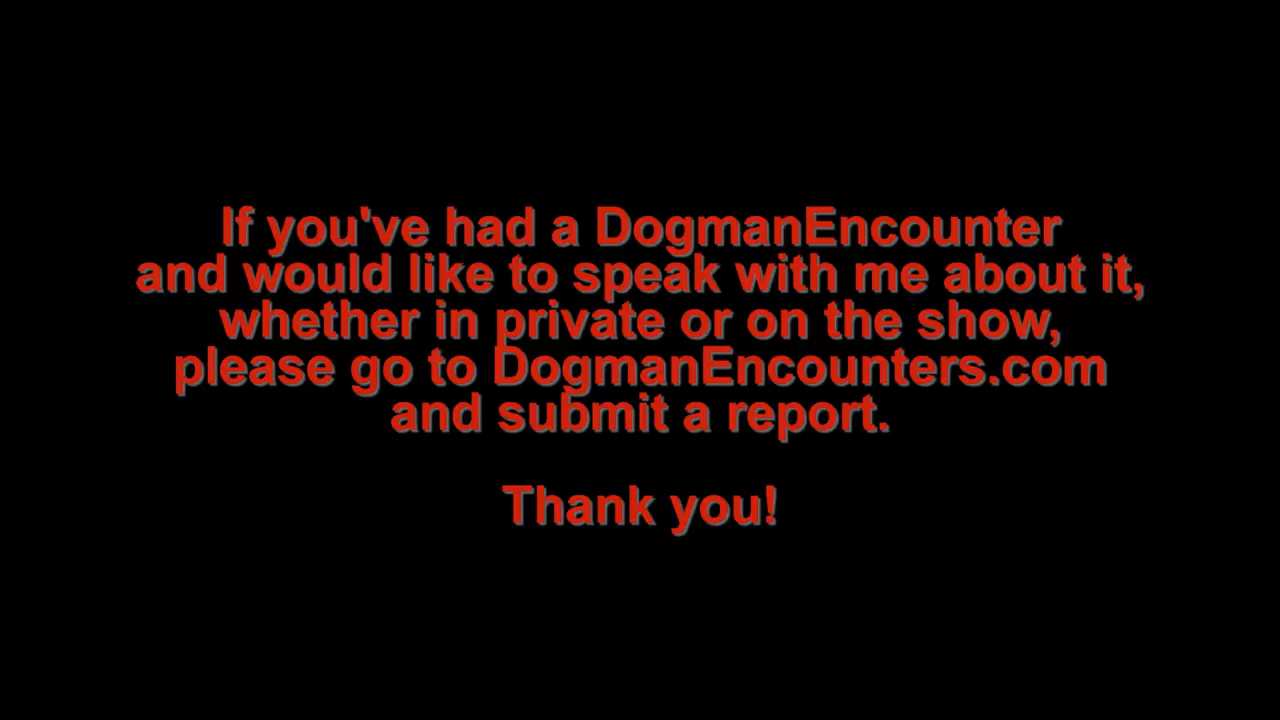 If you've had a DogmanEncounter
and would like to speak with me about it,
whether in private or on the show,
please go to DogmanEncounters.com
and submit a report.
Thank you!